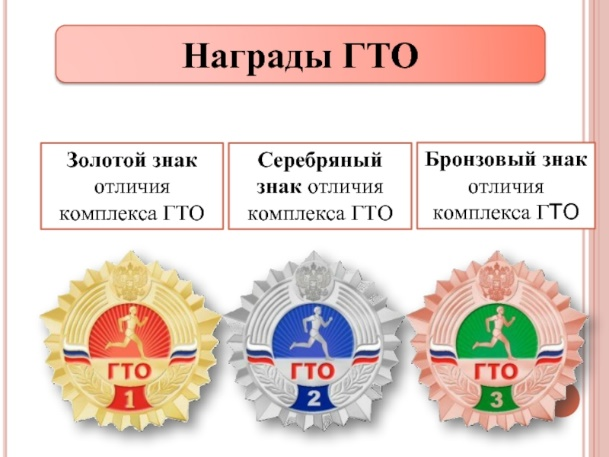 Награды ГТО
Золотой знак
отличия
комплекса ГТО
Серебряный
знак отличия
комплекса ГТО
Бронзовый знак
отличия
комплекса ГТО
ГТО
1
ГТО
2
ГТО
3